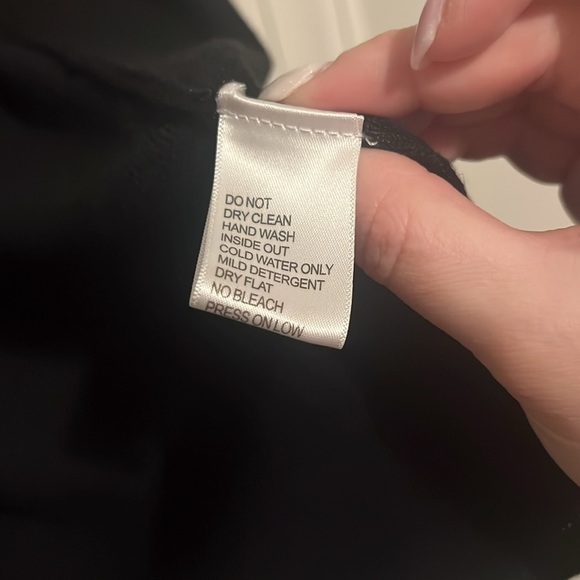 DO NOT
DRY CLEAN
HAND WASH
INSIDE OUT
COLD WATER ONLY
MILD DETERGENT
DRY FLAT
NO BLEACH
PRESS ON LOW